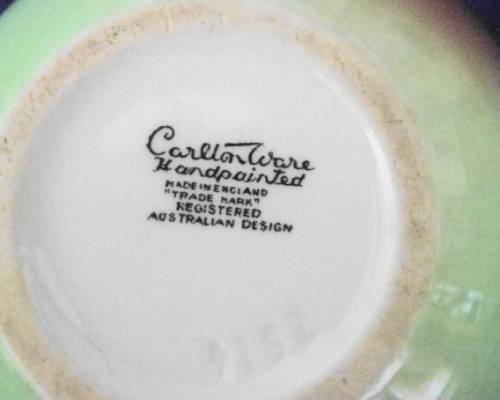 Carlton Ware
Handpainted
MADE IN ENGLAND
"TRADE MARK"
REGISTERED
AUSTRALIAN DESIGN